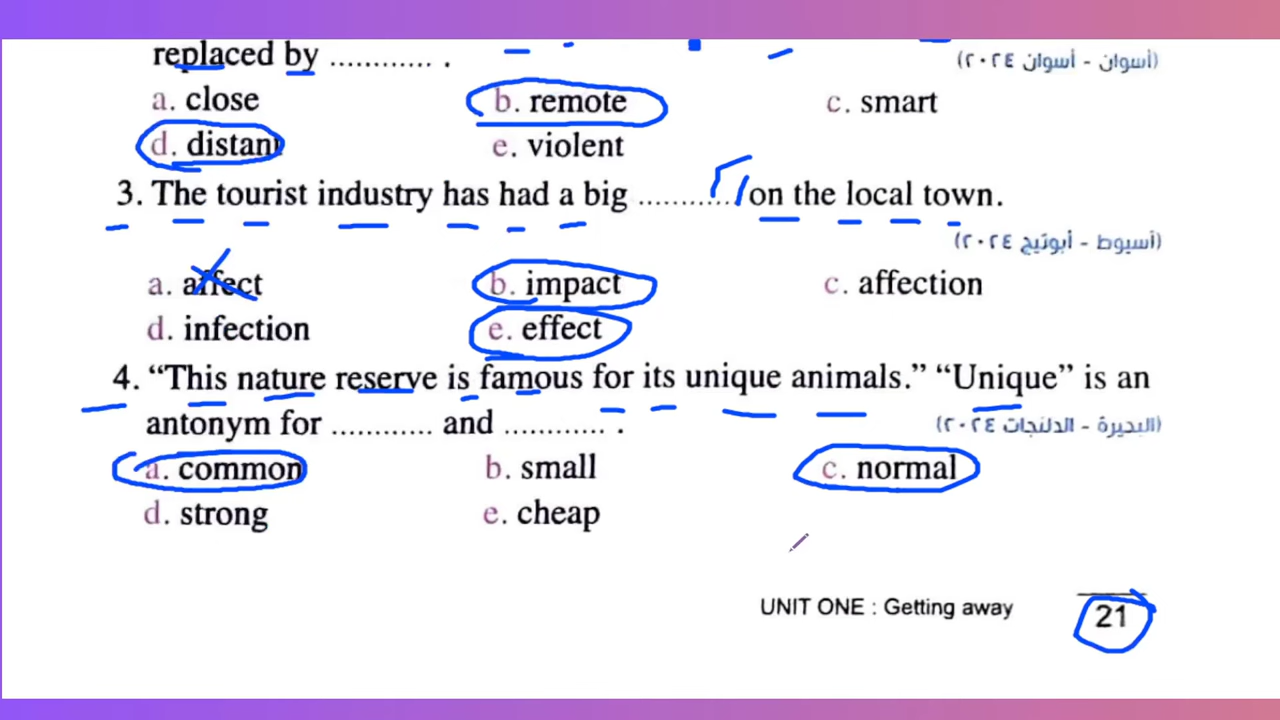 replaced by ............ .
(أسوان - أسوان ٢٠٢٤)
a. close b. remote c. smart
d. distant e. violent
3. The tourist industry has had a big ............ on the local town.
(أسيوط - أبوتيج ٢٠٢٤)
a. affect b. impact c. affection
d. infection e. effect
4. “This nature reserve is famous for its unique animals.” “Unique” is an
antonym for ............ and ............ .
(البحيرة - الدلنجات ٢٠٢٤)
a. common b. small c. normal
d. strong e. cheap
UNIT ONE : Getting away 21